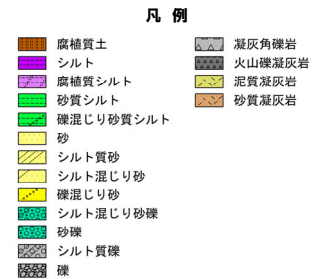 凡 例
腐植質土
シルト
腐植質シルト
砂質シルト
礫混じり砂質シルト
砂
シルト質砂
シルト混じり砂
礫混じり砂
シルト混じり砂礫
砂礫
シルト質礫
礫
凝灰角礫岩
火山礫凝灰岩
泥質凝灰岩
砂質凝灰岩